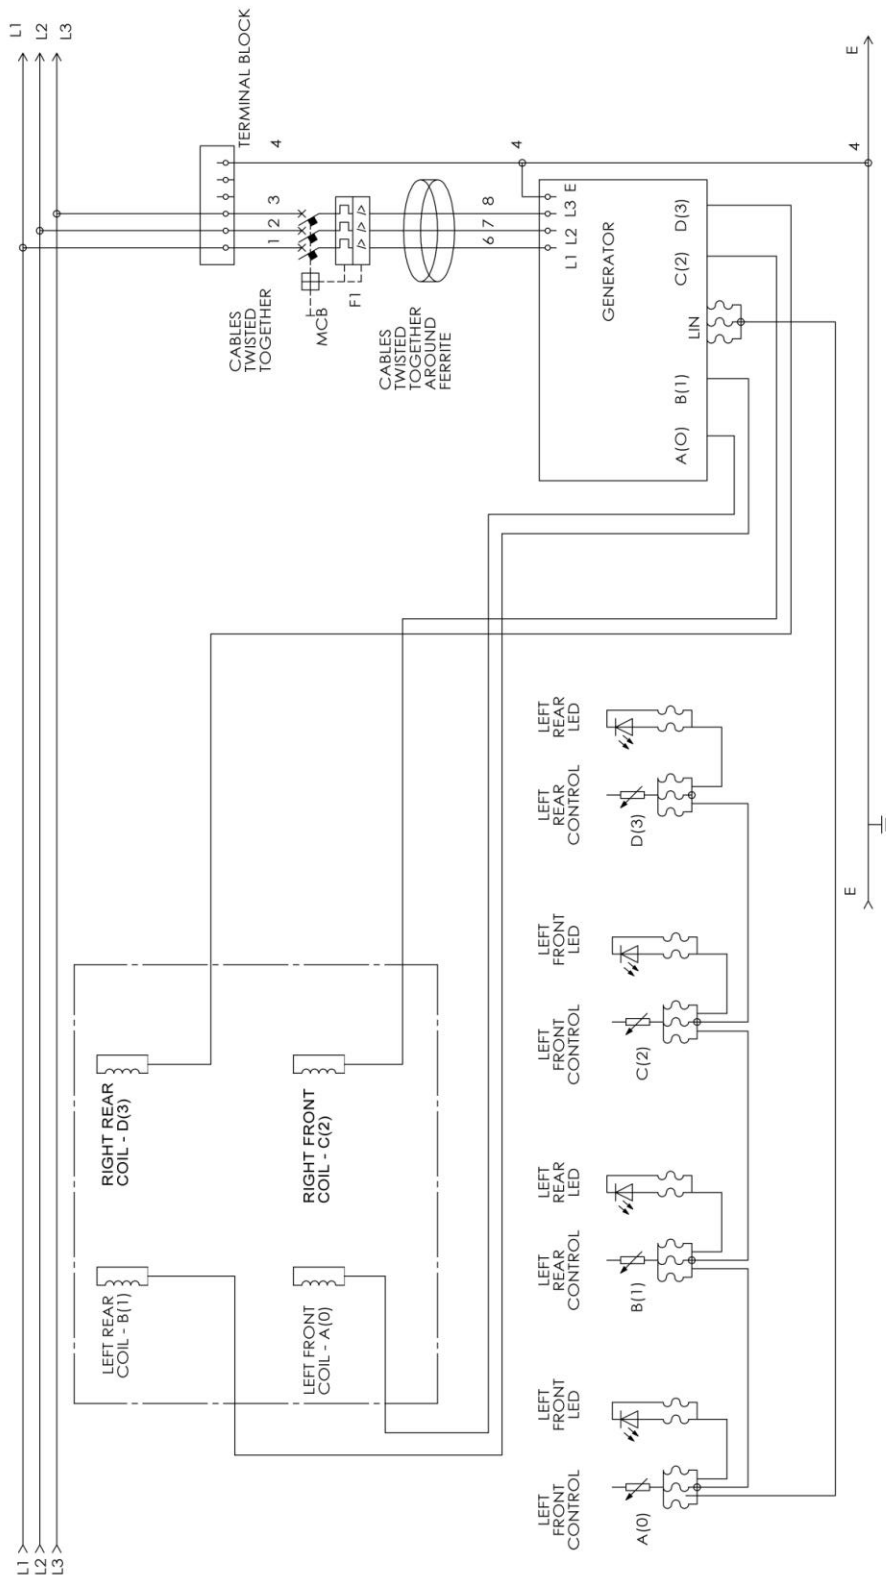 L1
L2
L3
L1
L2
L3
LEFT REAR
COIL - B(1)
RIGHT REAR
COIL - D(3)
LEFT FRONT
COIL - A(0)
RIGHT FRONT
COIL - C(2)
CABLES
TWISTED
TOGETHER
TERMINAL BLOCK
1
2
3
4
MCB
F1
CABLES
TWISTED
TOGETHER
AROUND
FERRITE
6
7
8
4
L1
L2
L3
E
GENERATOR
A(O)
B(1)
LIN
C(2)
D(3)
LEFT
FRONT
CONTROL
LEFT
FRONT
LED
LEFT
REAR
CONTROL
LEFT
REAR
LED
LEFT
FRONT
CONTROL
LEFT
FRONT
LED
LEFT
REAR
CONTROL
LEFT
REAR
LED
A(0)
B(1)
C(2)
D(3)
E
4
E